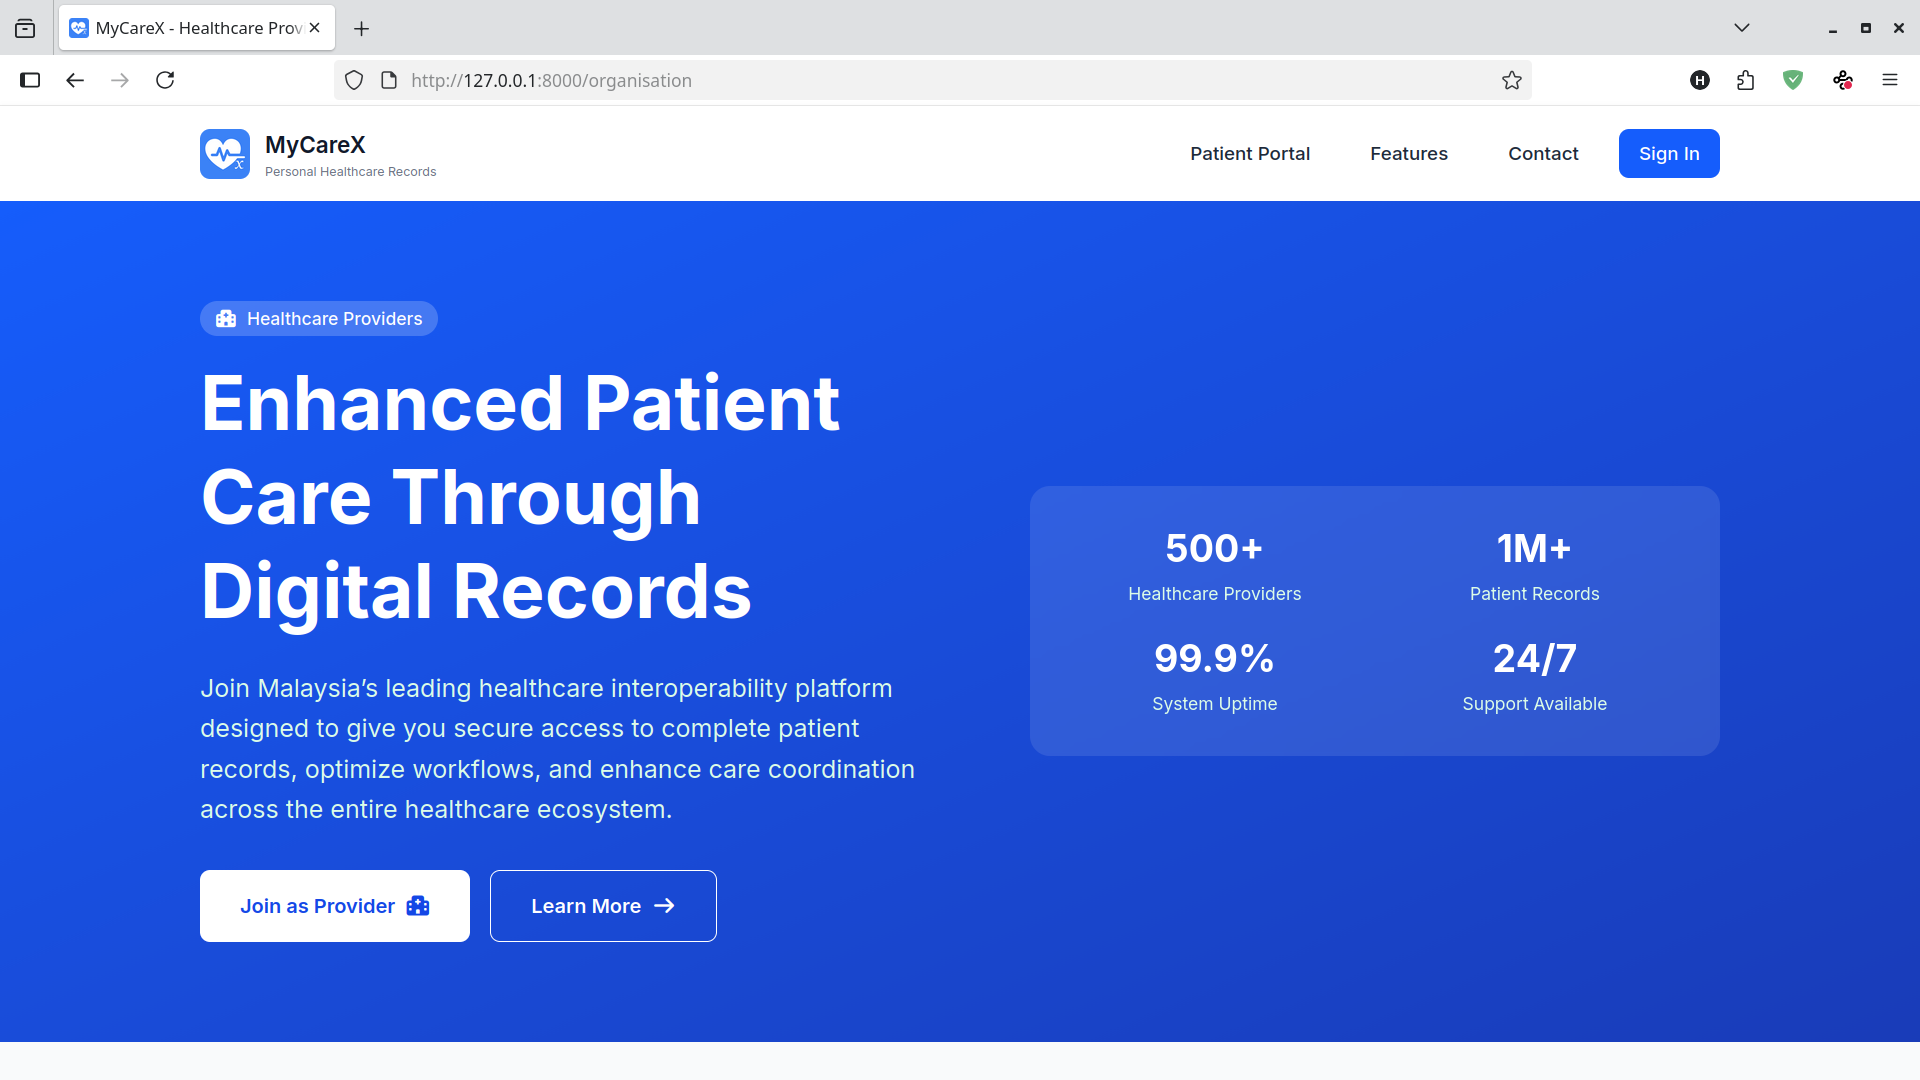 MyCareX - Healthcare Prov
http://127.0.0.1:8000/organisation
H
x
MyCareX
Personal Healthcare Records
Patient Portal
Features
Contact
Sign In
Healthcare Providers
Enhanced Patient
Care Through
Digital Records
Join Malaysia’s leading healthcare interoperability platform
designed to give you secure access to complete patient
records, optimize workflows, and enhance care coordination
across the entire healthcare ecosystem.
Join as Provider
Learn More
500+
Healthcare Providers
1M+
Patient Records
99.9%
System Uptime
24/7
Support Available